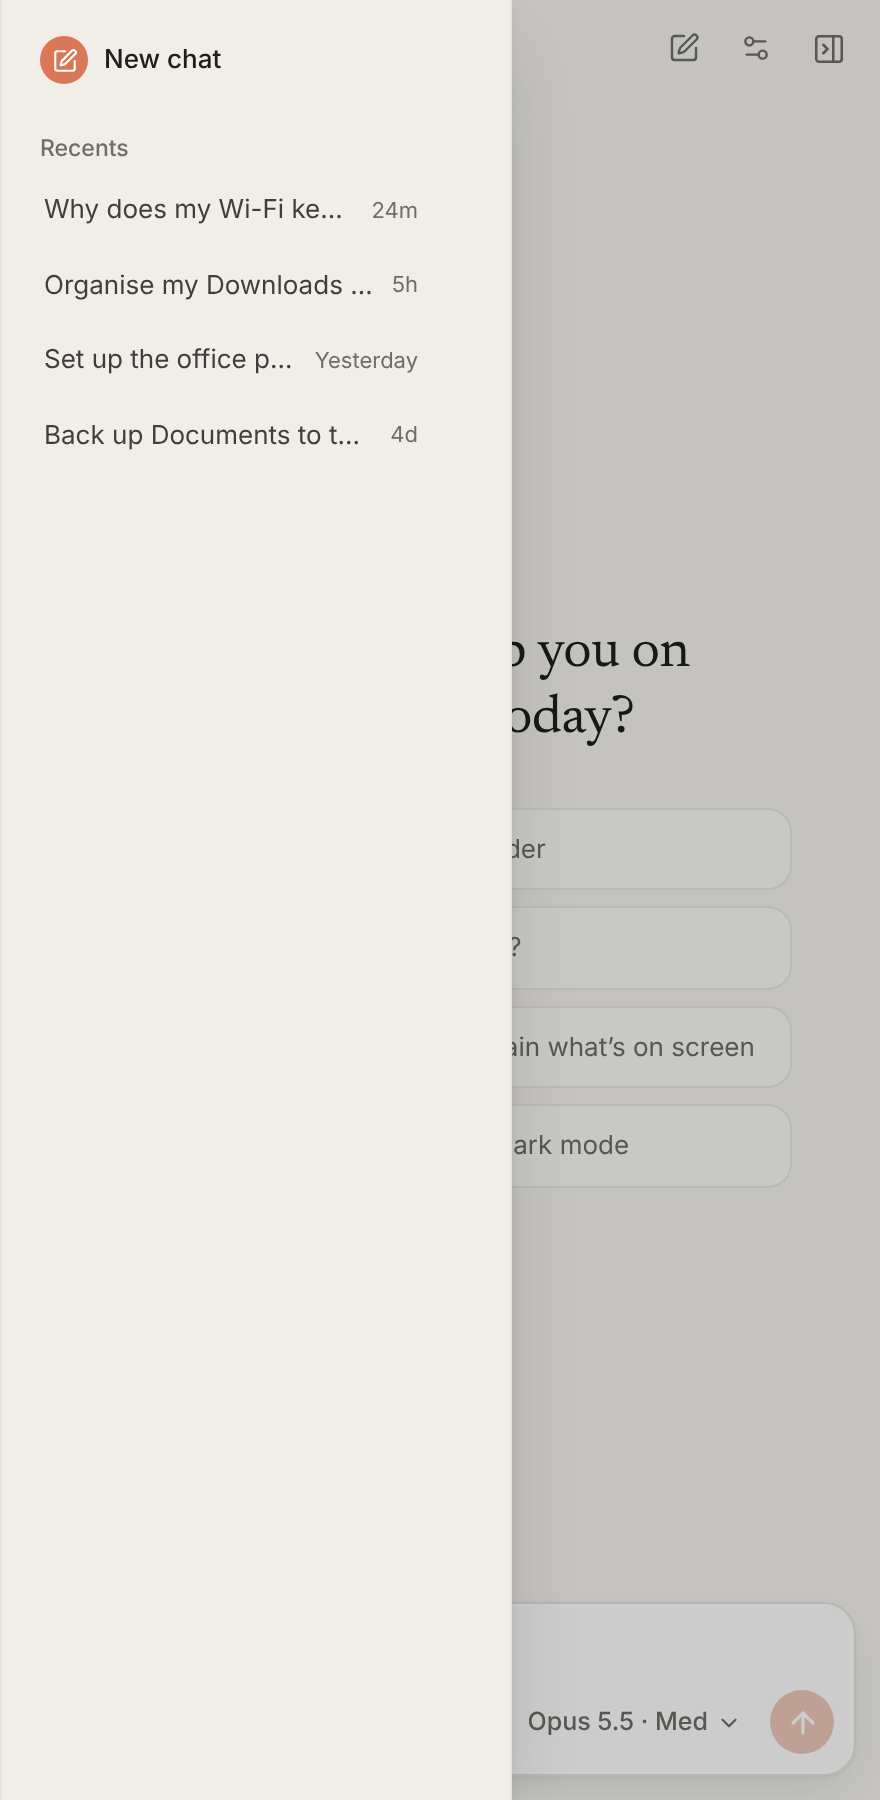 New chat
Recents
Why does my Wi-Fi ke... 24m
Organise my Downloads ... 5h
Set up the office p... Yesterday
Back up Documents to t... 4d
you on
oday?
der
?
ain what’s on screen
ark mode
Opus 5.5 · Med